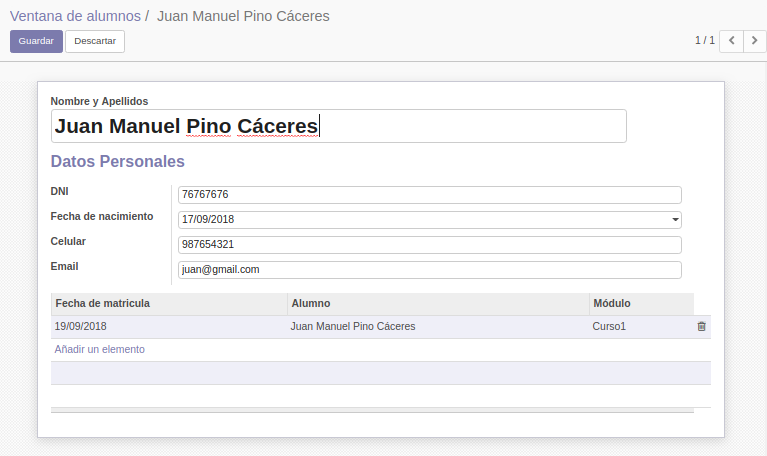 Ventana de alumnos / Juan Manuel Pino Cáceres
Guardar Descartar 1 / 1
Nombre y Apellidos
Juan Manuel Pino Cáceres
Datos Personales
DNI 76767676
Fecha de nacimiento 17/09/2018
Celular 987654321
Email juan@gmail.com
Fecha de matricula Alumno Módulo
19/09/2018 Juan Manuel Pino Cáceres Curso1
Añadir un elemento